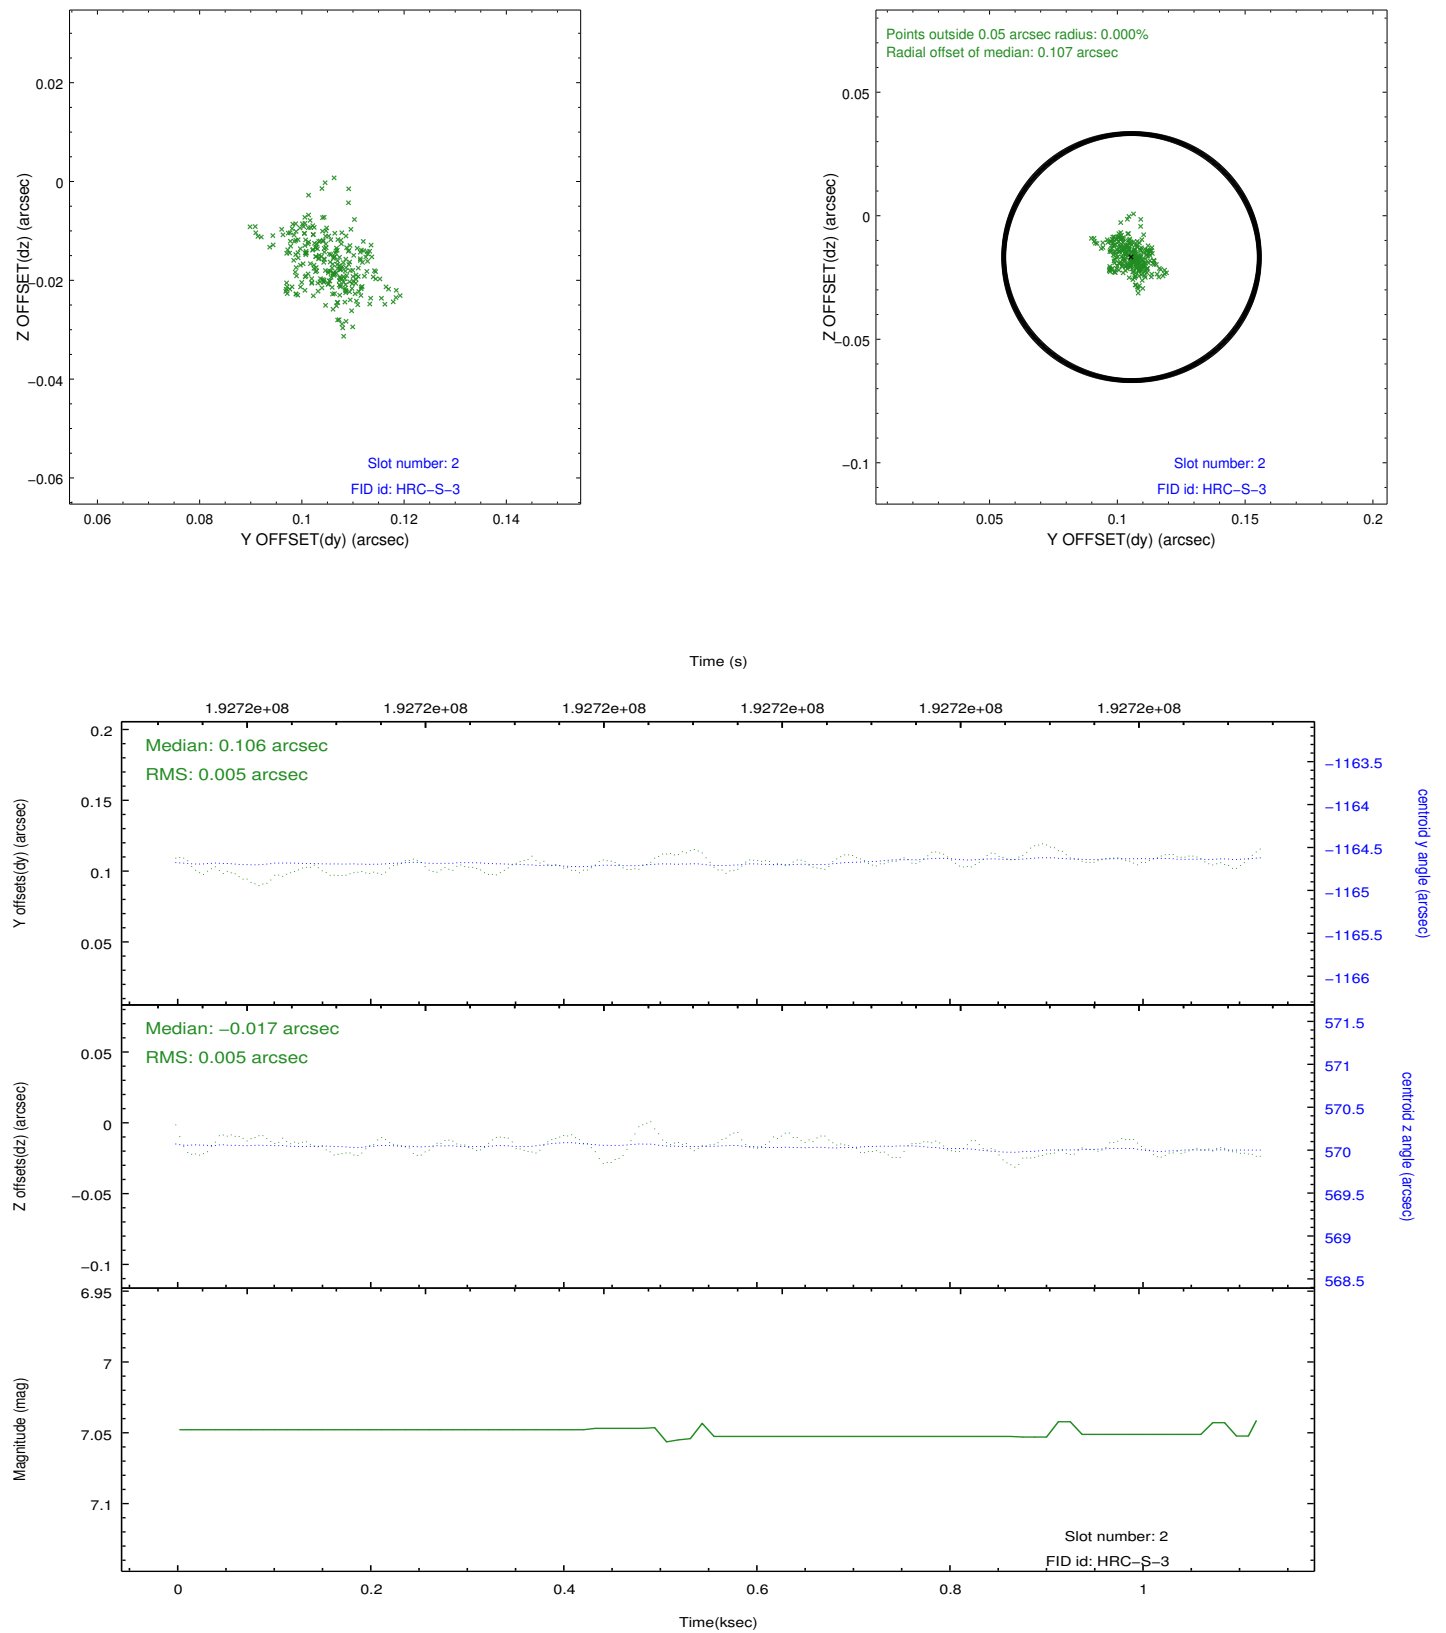 0.02
0
−0.02
−0.04
−0.06
Z OFFSET(dz) (arcsec)
Slot number: 2
FID id: HRC−S−3
0.06 0.08 0.1 0.12 0.14
Y OFFSET(dy) (arcsec)
Points outside 0.05 arcsec radius: 0.000%
Radial offset of median: 0.107 arcsec
0.05
0
−0.05
−0.1
Z OFFSET(dz) (arcsec)
Slot number: 2
FID id: HRC−S−3
0.05 0.1 0.15 0.2
Y OFFSET(dy) (arcsec)
Time (s)
1.9272e+08 1.9272e+08 1.9272e+08 1.9272e+08 1.9272e+08 1.9272e+08
Median: 0.106 arcsec
RMS: 0.005 arcsec
0.2
0.15
0.1
0.05
Y offsets(dy) (arcsec)
−1163.5
−1164
−1164.5
−1165
−1165.5
−1166
centroid y angle (arcsec)
Median: −0.017 arcsec
RMS: 0.005 arcsec
0.05
0
−0.05
−0.1
Z offsets(dz) (arcsec)
571.5
571
570.5
570
569.5
569
568.5
centroid z angle (arcsec)
6.95
7
7.05
7.1
Magnitude (mag)
Slot number: 2
FID id: HRC−S−3
0 0.2 0.4 0.6 0.8 1
Time(ksec)